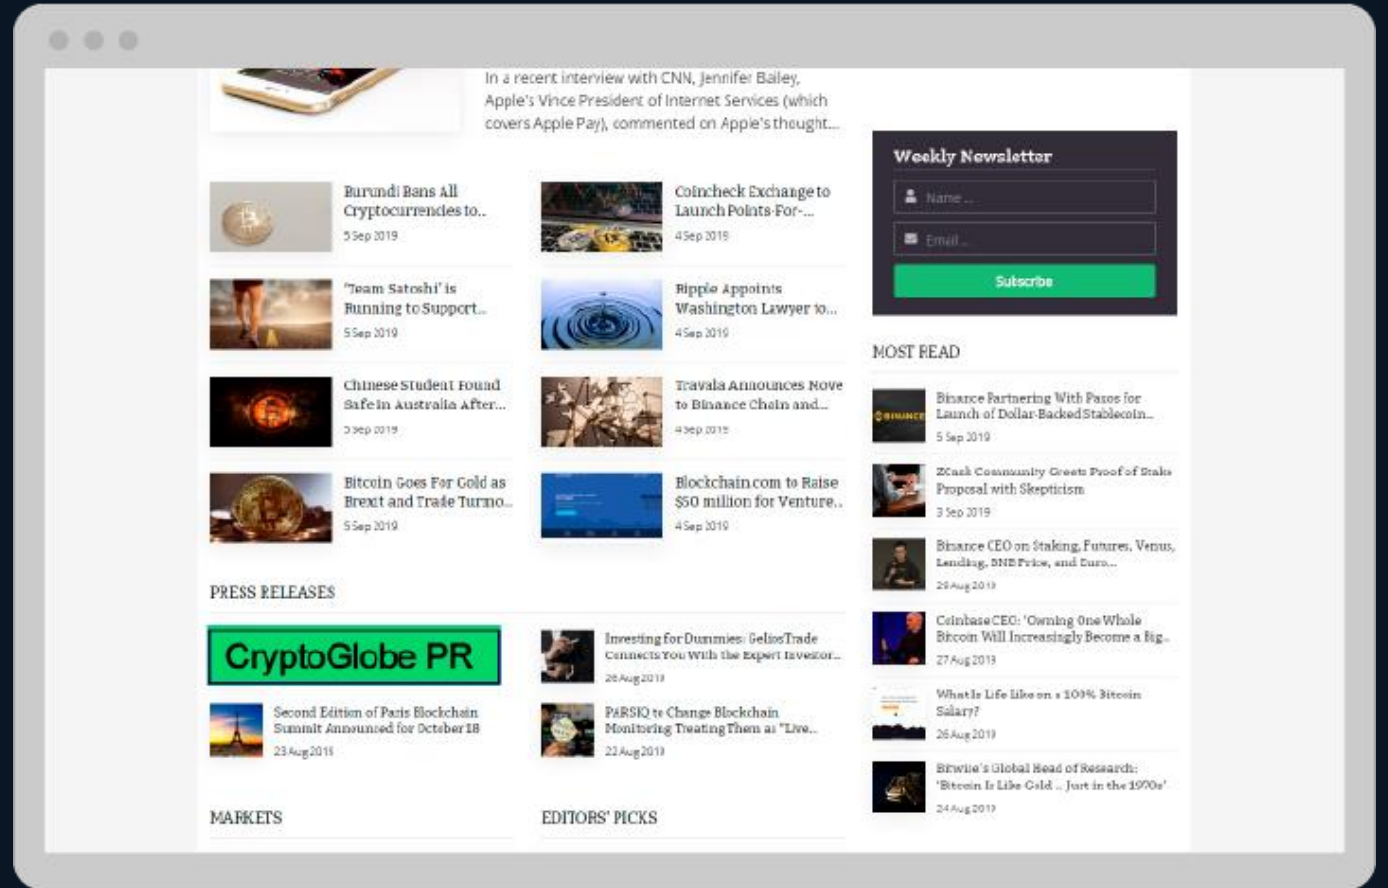 In a recent interview with CNN, Jennifer Bailey,
Apple's Vice President of Internet Services (which
covers Apple Pay), commented on Apple's thought...
Burundi Bans All
Cryptocurrencies to...
5 Sep 2019
Coincheck Exchange to
Launch Points-For-...
4 Sep 2019
'Team Satoshi' is
Running to Support...
5 Sep 2019
Ripple Appoints
Washington Lawyer to...
4 Sep 2019
Chinese Student Found
Safe in Australia After...
5 Sep 2019
Travala Announces Move
to Binance Chain and...
4 Sep 2019
Bitcoin Goes For Gold as
Brexit and Trade Turmo...
5 Sep 2019
Blockchain.com to Raise
$50 million for Venture...
4 Sep 2019
PRESS RELEASES
CryptoGlobe PR
Investing for Dummies: GeliosTrade
Connects You With the Expert Investor...
26 Aug 2019
Second Edition of Paris Blockchain
Summit Announced for October 18
23 Aug 2019
PARSIQ to Change Blockchain
Monitoring Treating Them as "Live...
22 Aug 2019
MARKETS
EDITORS' PICKS
Weekly Newsletter
Name ...
Email ...
Subscribe
MOST READ
BINANCE
Binance Partnering With Paxos for
Launch of Dollar-Backed Stablecoin...
5 Sep 2019
ZCash Community Greets Proof of Stake
Proposal with Skepticism
3 Sep 2019
Binance CEO on Staking, Futures, Venus,
Lending, BNB Price, and Euro...
29 Aug 2019
Coinbase CEO: 'Owning One Whole
Bitcoin Will Increasingly Become a Big...
27 Aug 2019
What Is Life Like on a 100% Bitcoin
Salary?
26 Aug 2019
Bitwise's Global Head of Research:
'Bitcoin Is Like Gold ... Just in the 1970s'
24 Aug 2019